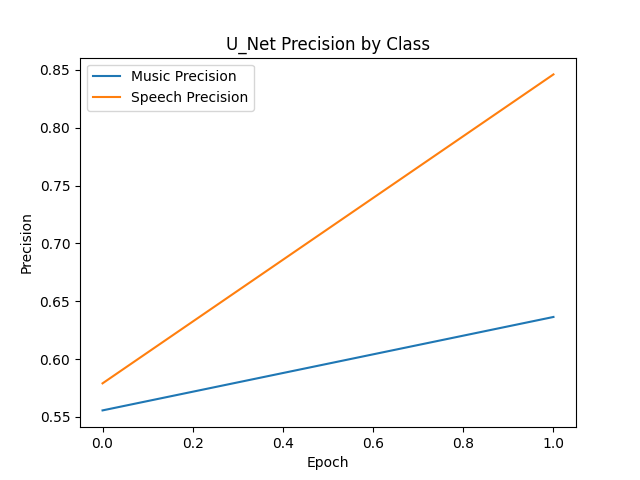 U_Net Precision by Class
Music Precision
Speech Precision
Precision
0.85
0.80
0.75
0.70
0.65
0.60
0.55
0.0 0.2 0.4 0.6 0.8 1.0
Epoch